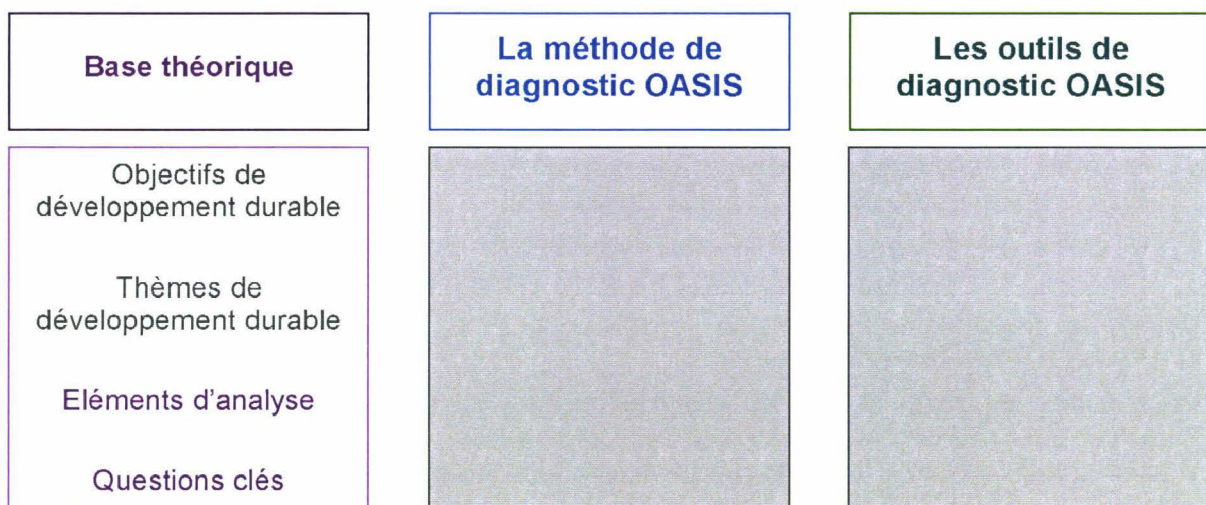 Base théorique
La méthode de
diagnostic OASIS
Les outils de
diagnostic OASIS
Objectifs de
développement durable
Thèmes de
développement durable
Eléments d'analyse
Questions clés